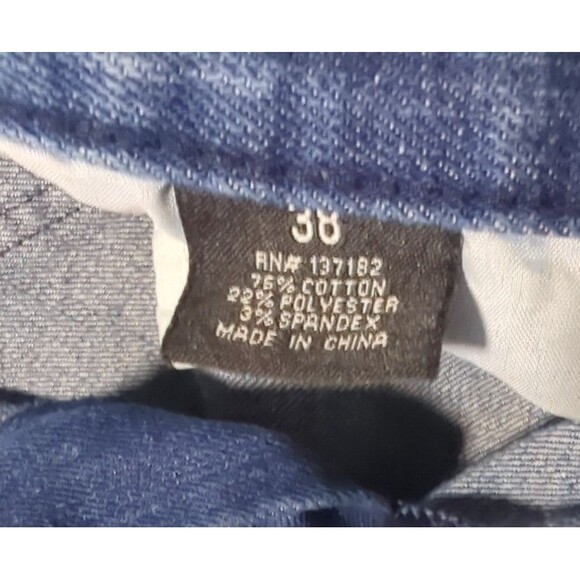 38
RN# 137182
75% COTTON
22% POLYESTER
3% SPANDEX
MADE IN CHINA